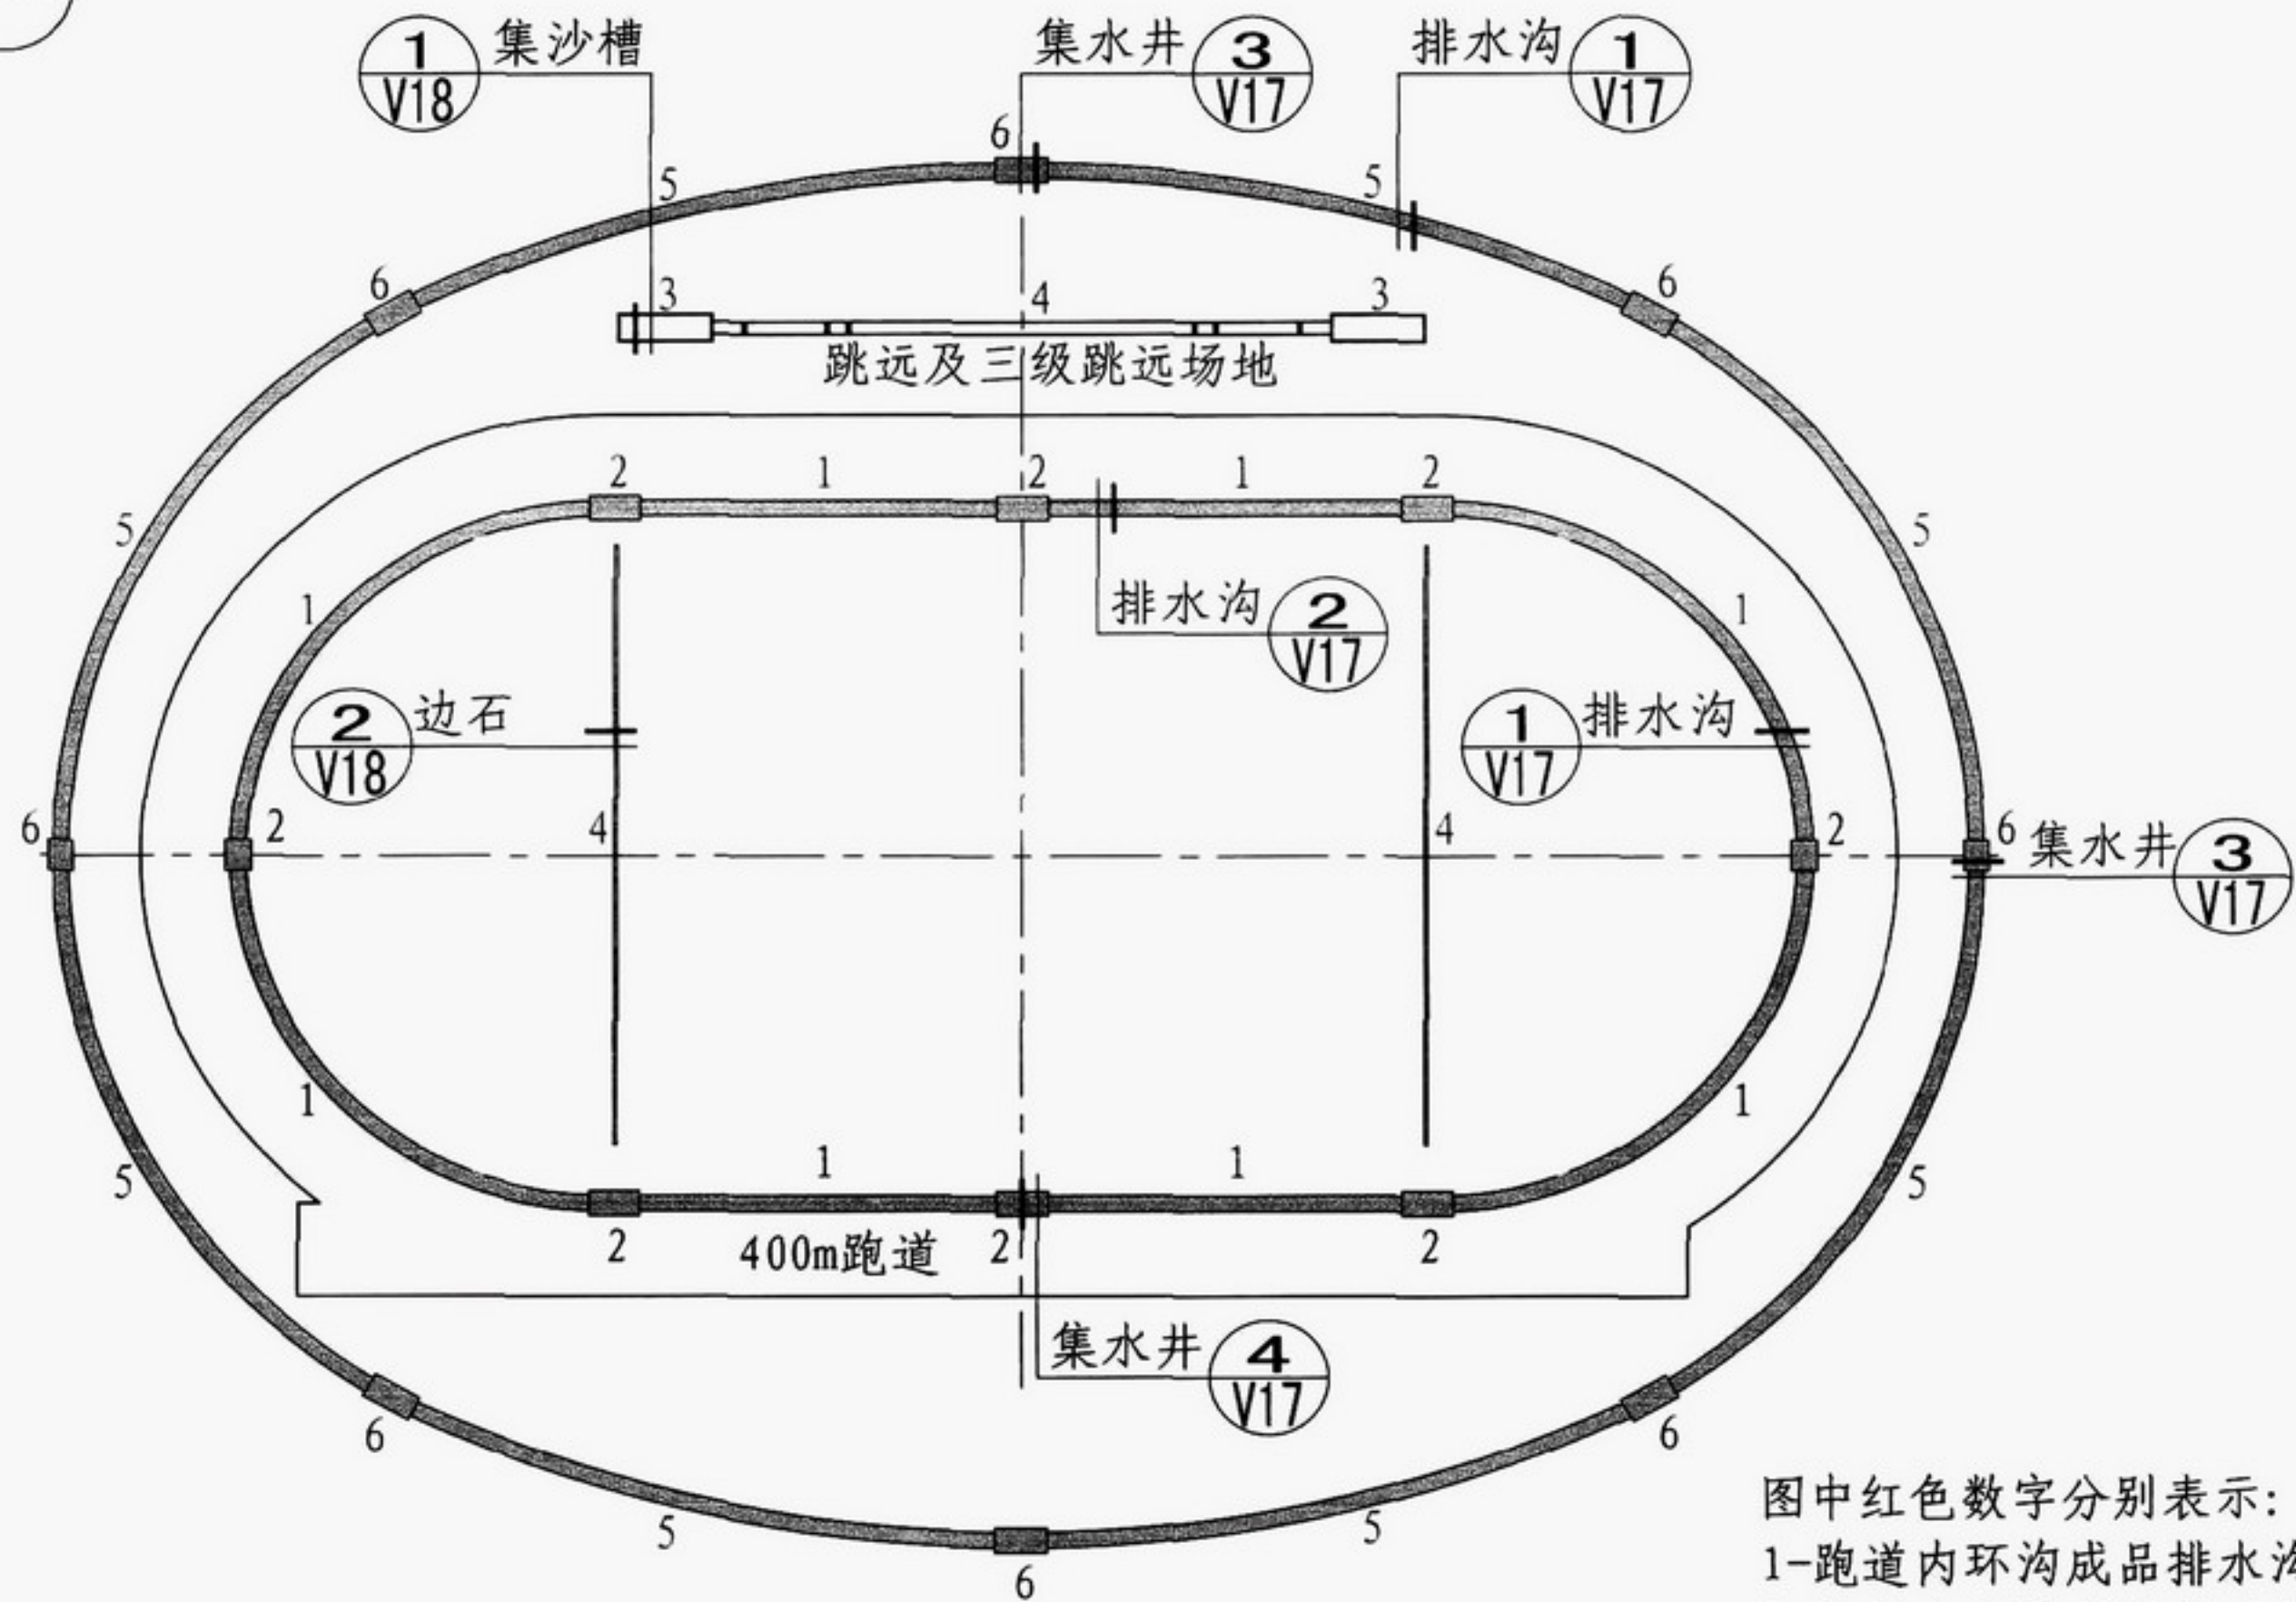 1 集沙槽 集水井 3 排水沟 1
V18 V17 V17
6
5 5
6 6
3 4 3
跳远及三级跳远场地
2 1 2 1 2
5 5
1 排水沟 2 1
V17
2 边石 1 排水沟
V18 V17
6 2 4 4 2 6 集水井 3
V17
1 1
5 1 1 5
2 400m跑道 2 2
集水井 4
V17
6 6
5 5
6
图中红色数字分别表示:
1-跑道内环沟成品排水沟